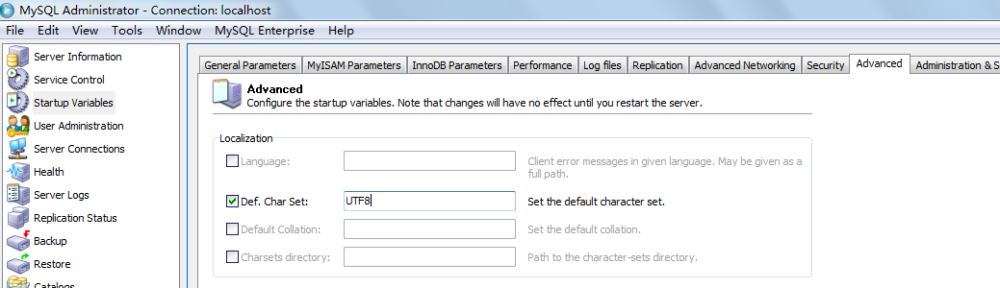 MySQL Administrator - Connection: localhost
File Edit View Tools Window MySQL Enterprise Help
Server Information
Service Control
Startup Variables
User Administration
Server Connections
Health
Server Logs
Replication Status
Backup
Restore
Catalogs
General Parameters MyISAM Parameters InnoDB Parameters Performance Log files Replication Advanced Networking Security Advanced Administration & S
Advanced
Configure the startup variables. Note that changes will have no effect until you restart the server.
Localization
Language: Client error messages in given language. May be given as a
full path.
Def. Char Set: UTF8 Set the default character set.
Default Collation: Set the default collation.
Charsets directory: Path to the character-sets directory.